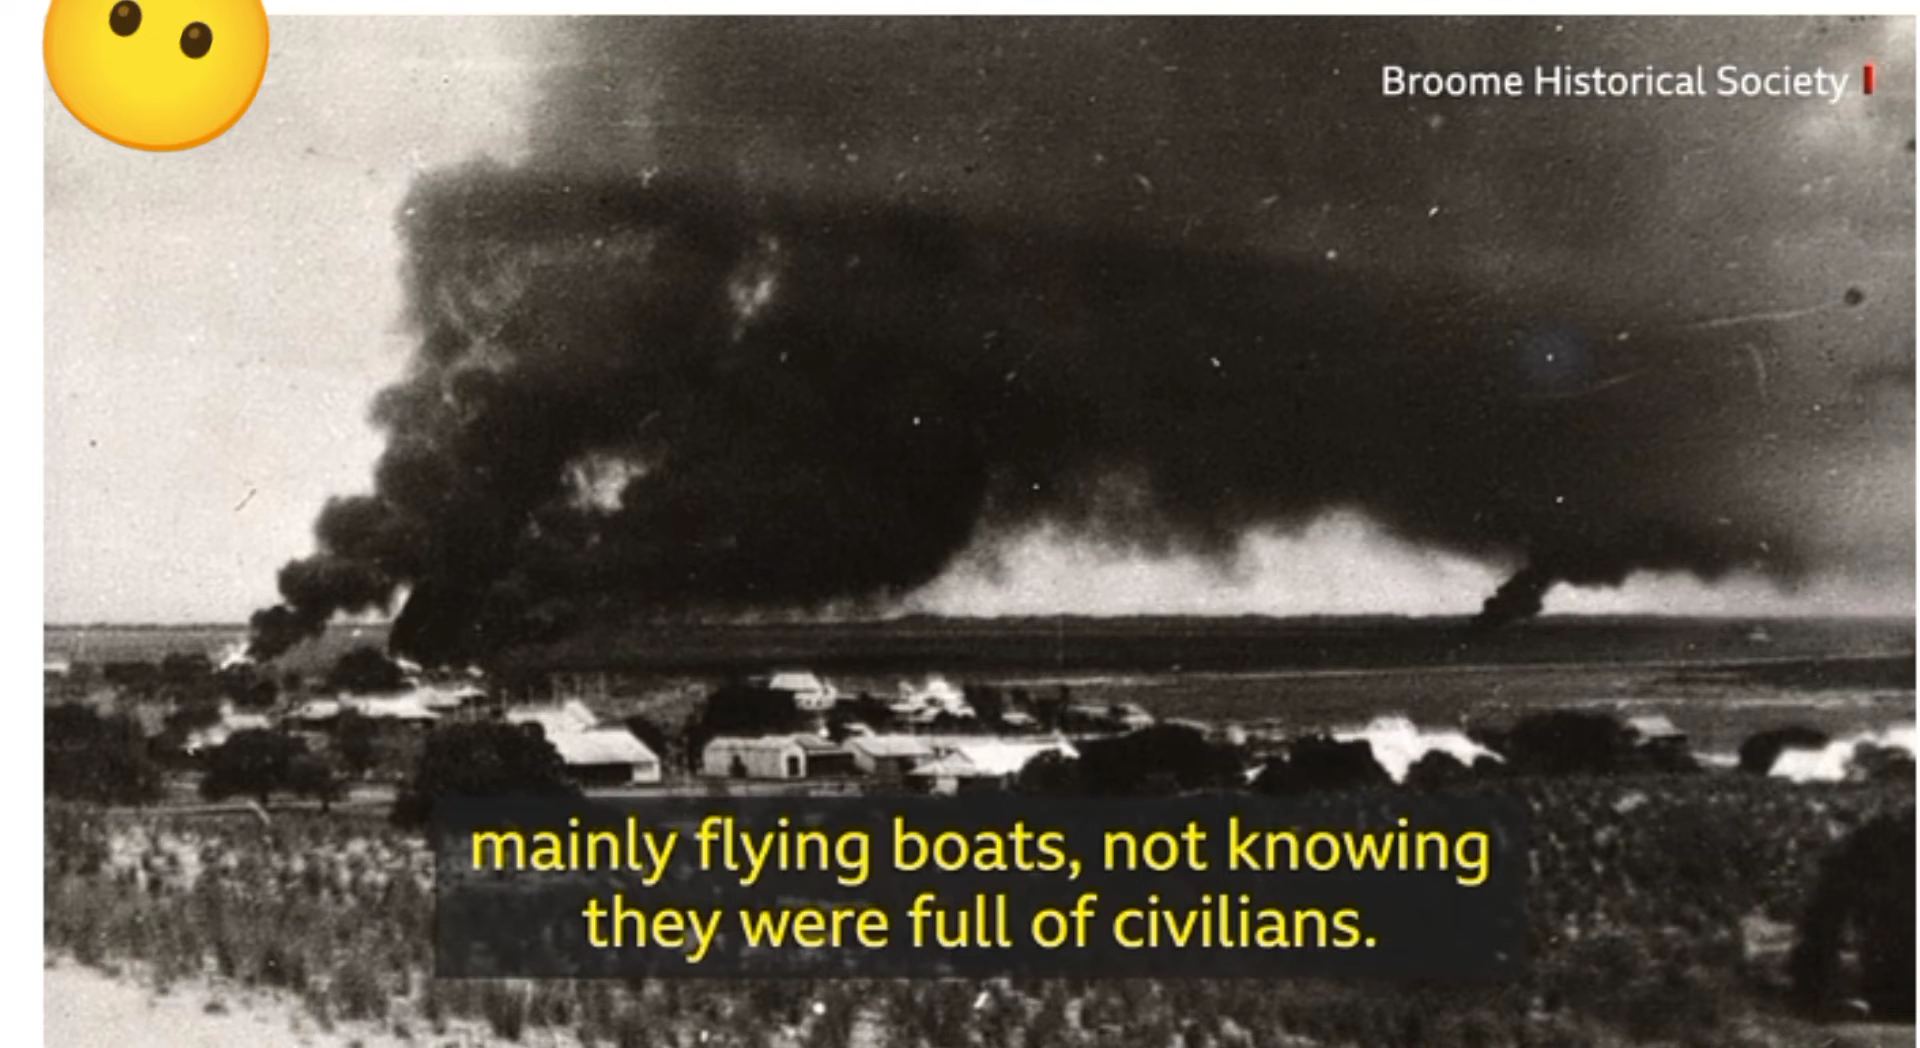 Broome Historical Society
mainly flying boats, not knowing
they were full of civilians.